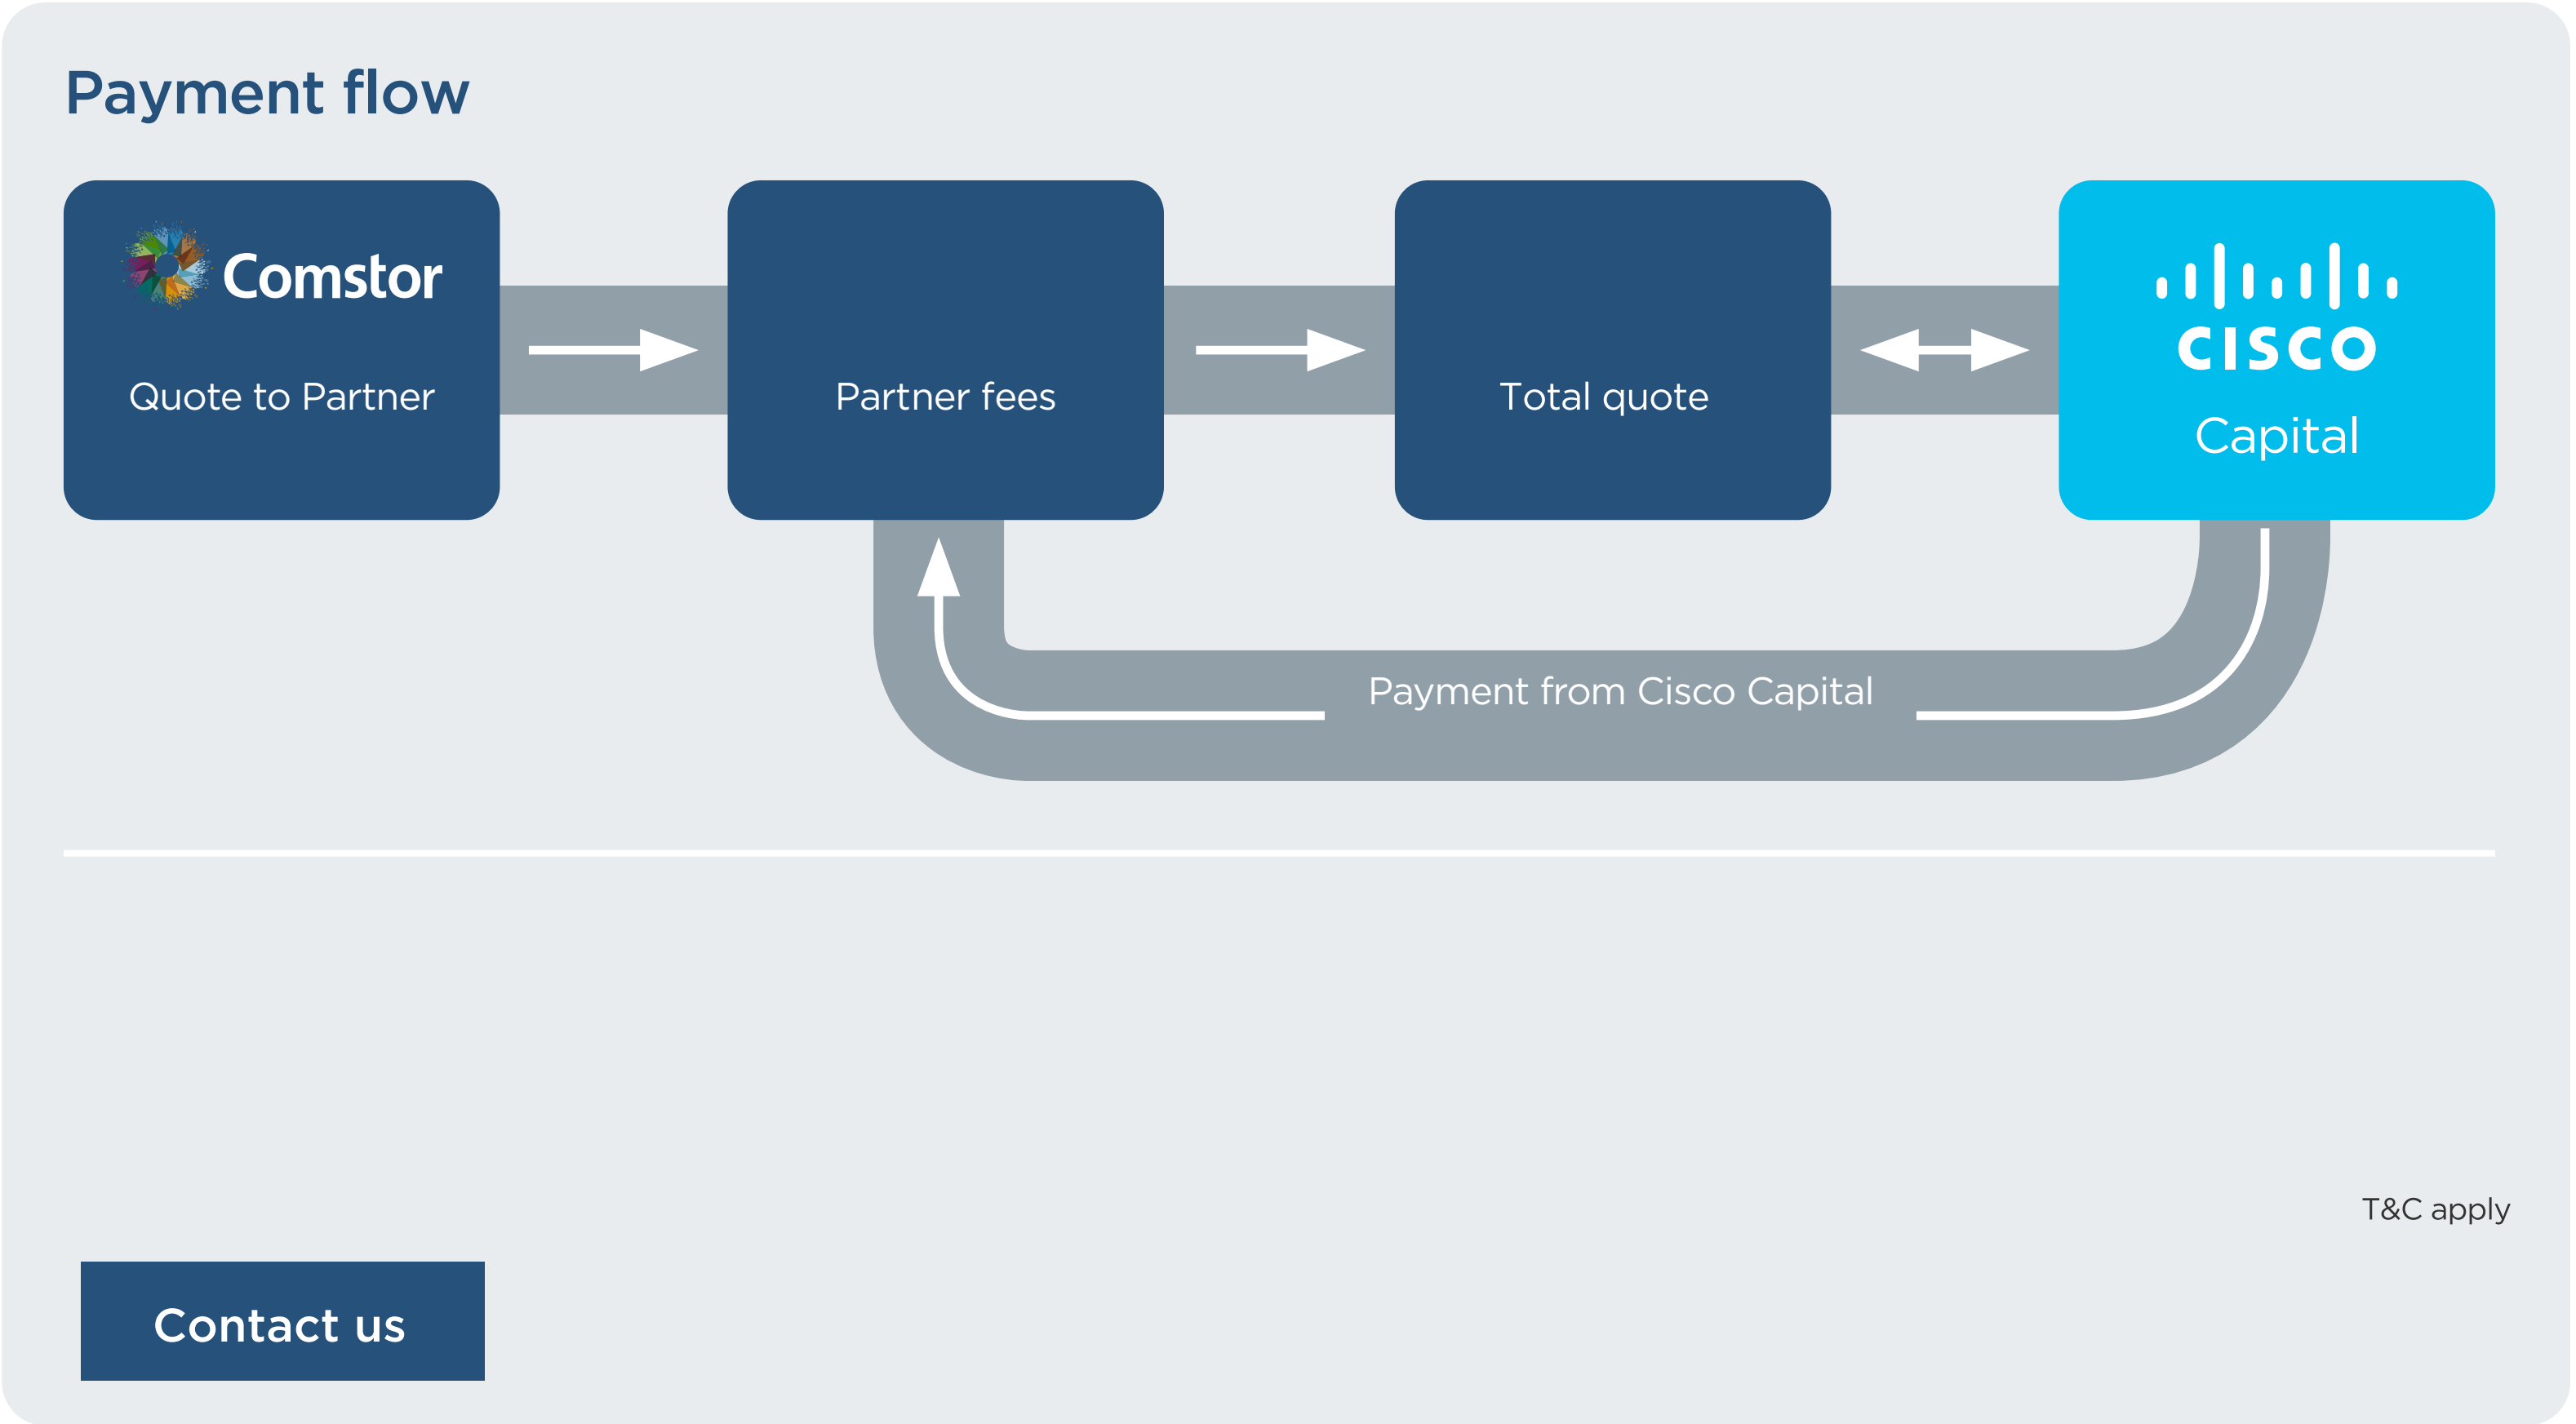 Payment flow
Comstor
Quote to Partner
Partner fees
Total quote
CISCO
Capital
Payment from Cisco Capital
T&C apply
Contact us